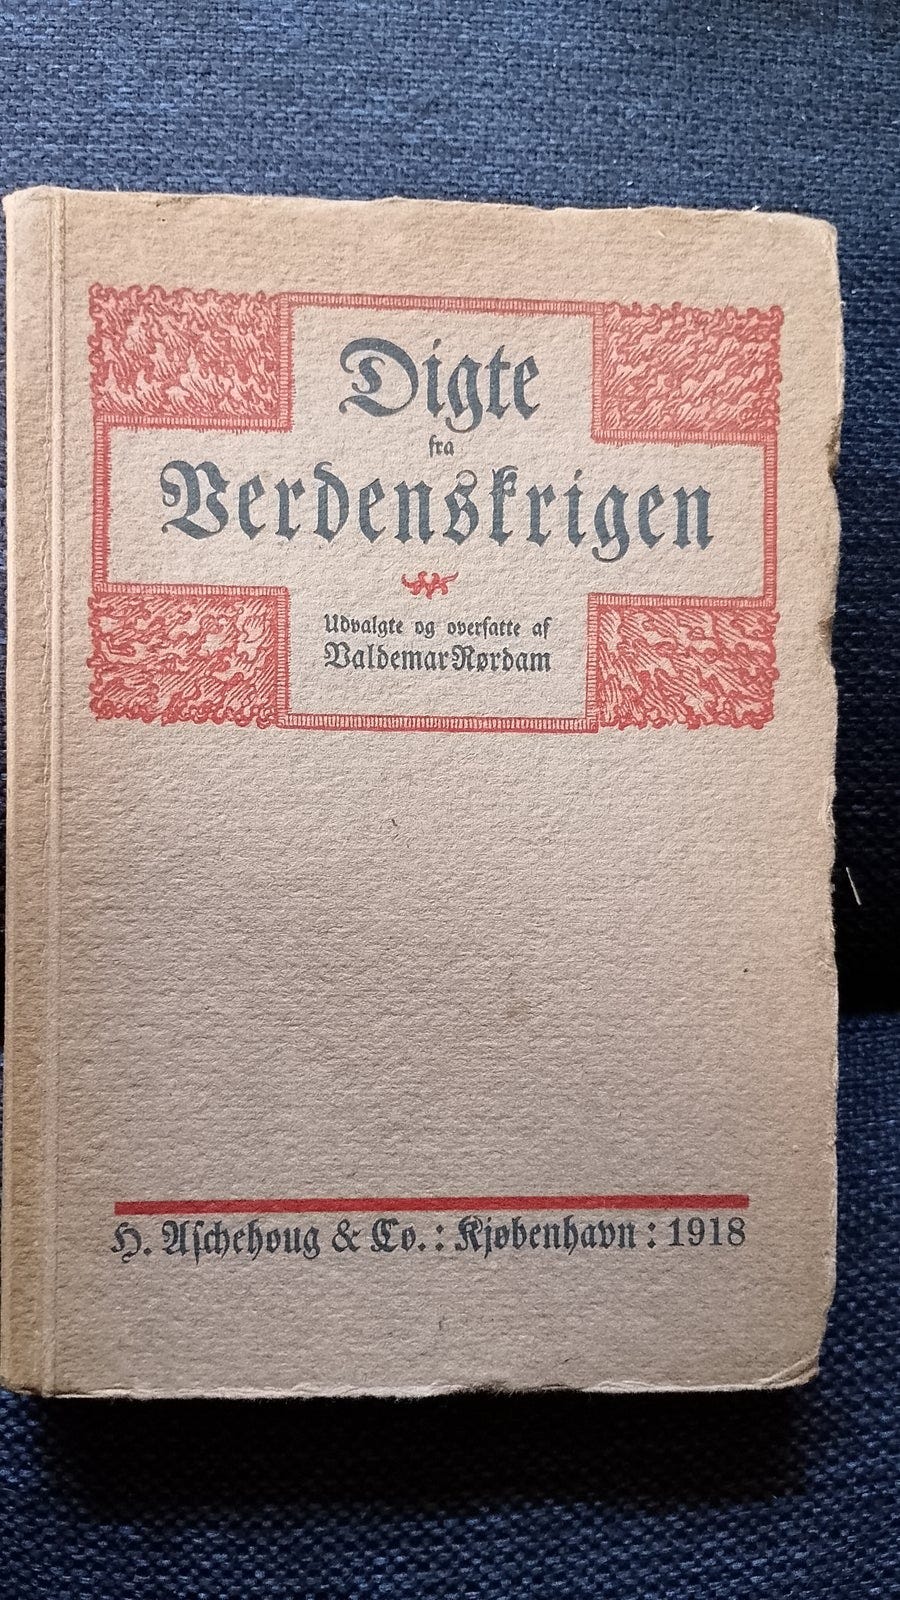 Digte
fra
Verdenskrigen
Udvalgte og oversatte af
Valdemar Rørdam
H. Aschehoug & Co. : Kjøbenhavn : 1918